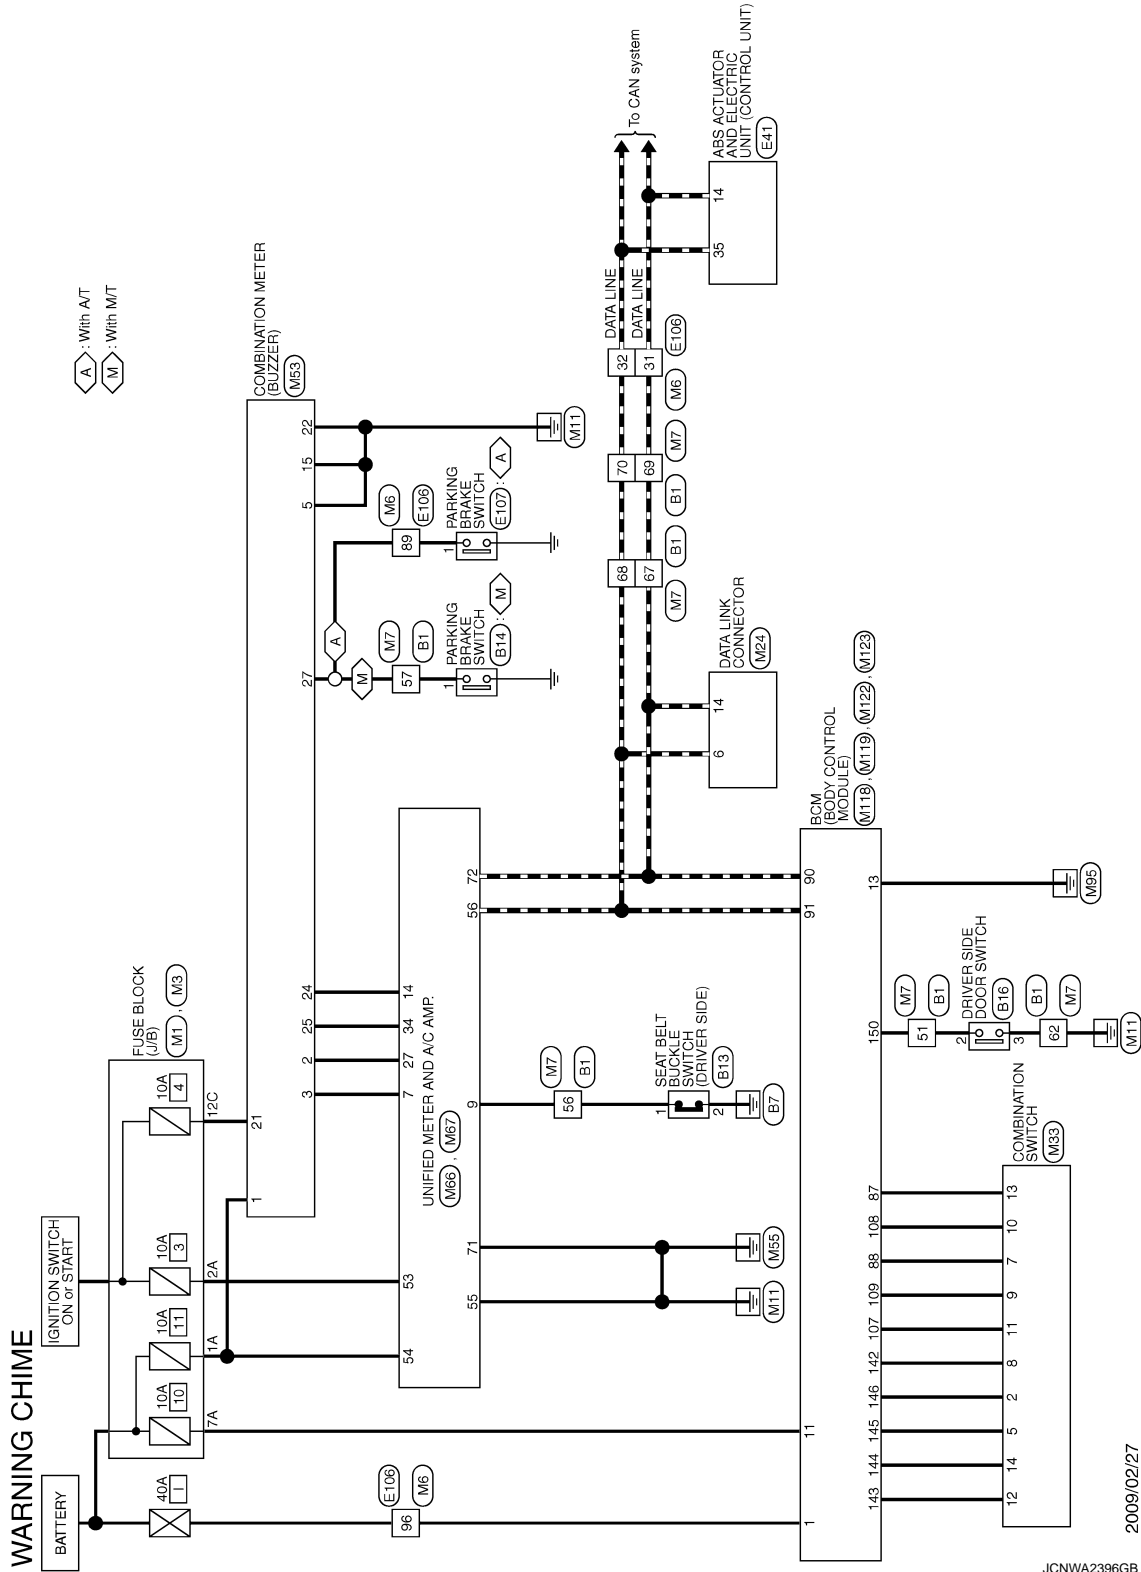 WARNING CHIME
BATTERY
IGNITION SWITCH
ON or START
40A
I
10A
10
10A
11
10A
3
10A
4
FUSE BLOCK
(J/B)
M1 , M3
7A
1A
2A
12C
A : With A/T
M : With M/T
COMBINATION METER
(BUZZER)
M53
1
21
3
2
25
24
27
5
15
22
A
M
M7
57
B1
M6
89
E106
1
PARKING
BRAKE
SWITCH
B14 : M
1
PARKING
BRAKE
SWITCH
E107 : A
M11
E106
96
M6
54
53
7
27
34
14
UNIFIED METER AND A/C AMP.
M66 , M67
55
71
9
56
72
M11
M55
M7
56
B1
1
2
SEAT BELT
BUCKLE
SWITCH
(DRIVER SIDE)
B13
B7
68
67
M7
B1
70
69
B1
M7
32
31
M6
E106
DATA LINE
DATA LINE
To CAN system
6
14
DATA LINK
CONNECTOR
M24
35
14
ABS ACTUATOR
AND ELECTRIC
UNIT (CONTROL UNIT)
E41
1
11
91
90
BCM
(BODY CONTROL
MODULE)
M118 , M119 , M122 , M123
143
144
145
146
142
107
109
88
108
87
150
13
12
14
5
2
8
11
9
7
10
13
COMBINATION
SWITCH
M33
M7
51
B1
2
3
DRIVER SIDE
DOOR SWITCH
B16
B1
62
M7
M11
M95
2009/02/27
JCNWA2396GB